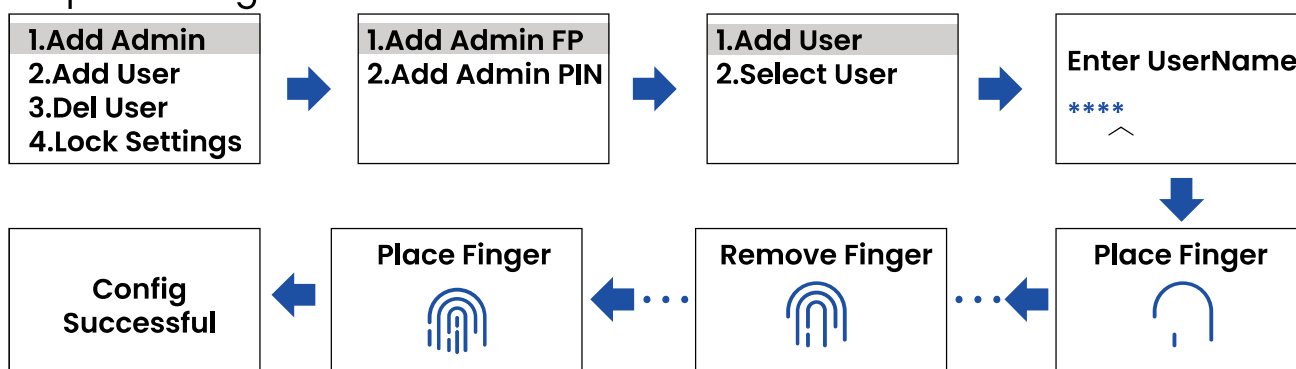 1.Add Admin
2.Add User
3.Del User
4.Lock Settings
1.Add Admin FP
2.Add Admin PIN
1.Add User
2.Select User
Enter UserName
****
Place Finger
Remove Finger
Place Finger
Config
Successful